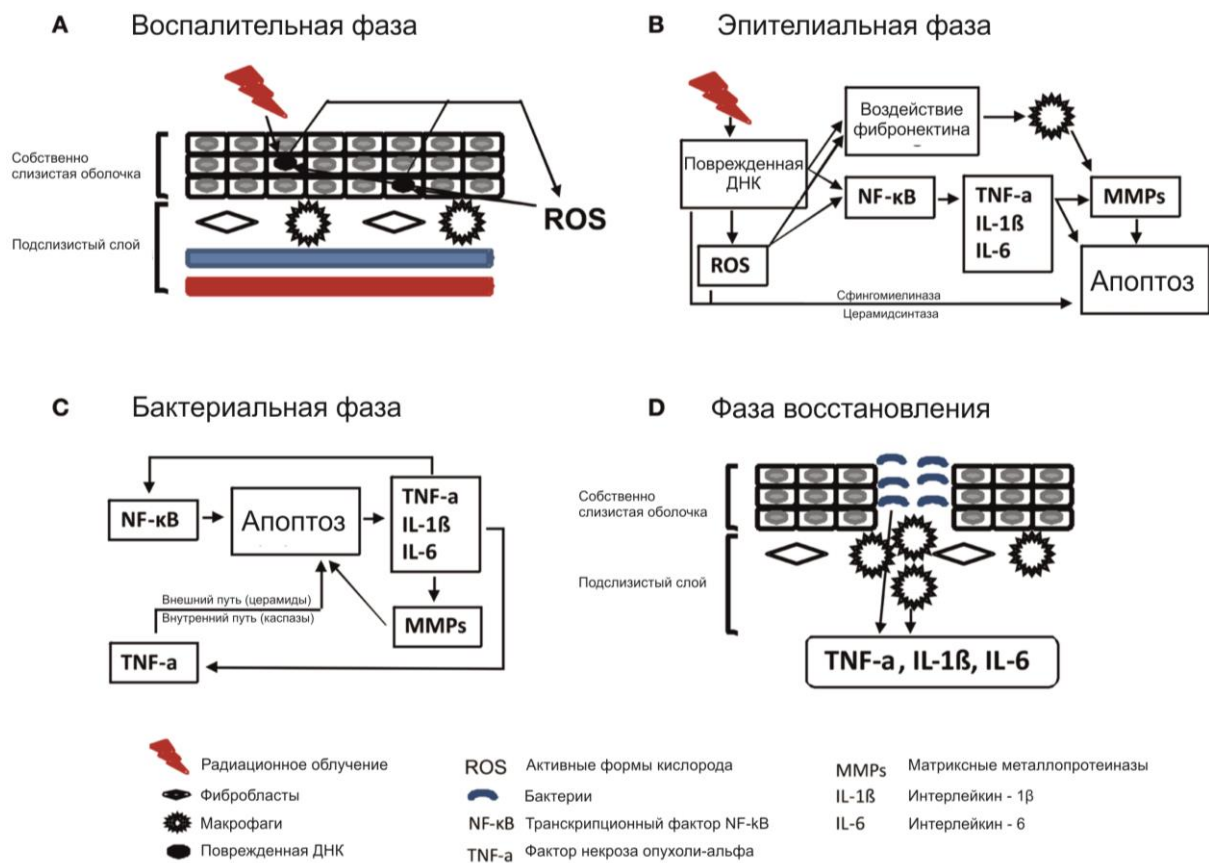 A Воспалительная фаза
Собственно
слизистая оболочка
Подслизистый слой
ROS
B Эпителиальная фаза
Поврежденная
ДНК
ROS
Воздействие
фибронектина
NF-κB
TNF-a
IL-1ß
IL-6
MMPs
Апоптоз
Сфингомиелиназа
Церамидсинтаза
C Бактериальная фаза
NF-κB
Апоптоз
TNF-a
IL-1ß
IL-6
MMPs
Внешний путь (церамиды)
Внутренний путь (каспазы)
TNF-a
D Фаза восстановления
Собственно
слизистая оболочка
Подслизистый слой
TNF-a, IL-1ß, IL-6
Радиационное облучение
Фибробласты
Макрофаги
Поврежденная ДНК
ROS Активные формы кислорода
Бактерии
NF-κB Транскрипционный фактор NF-kB
TNF-a Фактор некроза опухоли-альфа
MMPs Матриксные металлопротеиназы
IL-1ß Интерлейкин - 1β
IL-6 Интерлейкин - 6